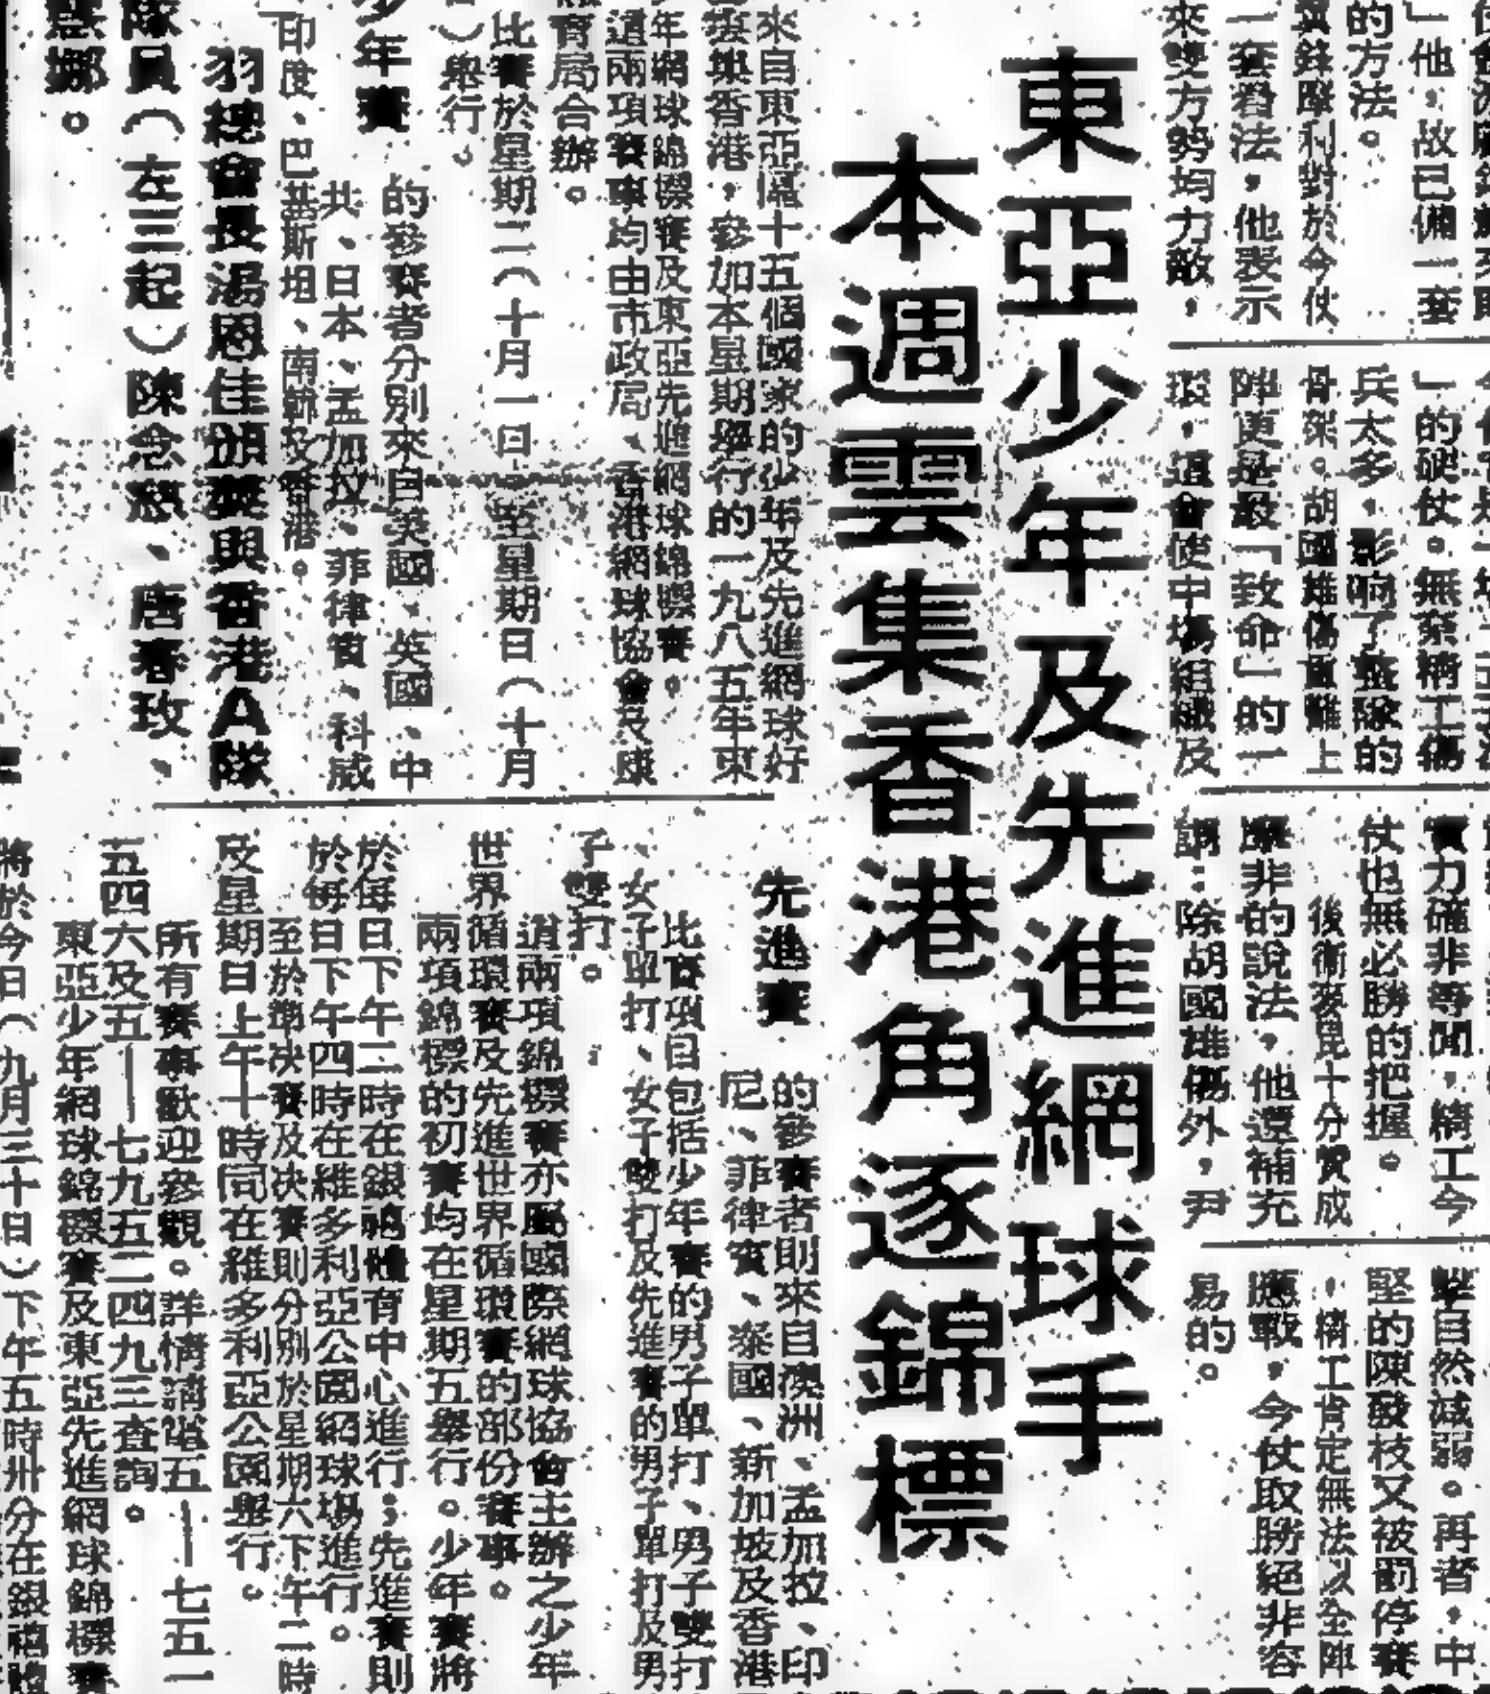 」他，故已備一套
的方法。
鋒摩利對於今仗
一套看法，他表示
來雙方勢均力敵，
」的硬仗。無奈精工傷
兵太多，影响了整隊的
骨架。胡國雄傷重難上
陣更是最「致命」的一
環，這會使中場組織及
實力確非等閒，精工今
仗也無必勝的把握。
後衛麥昆十分贊成
摩非的說法，他還補充
謂：除胡國雄傷外，尹
擊自然減弱。再者，中
堅的陳發枝又被罰停賽
，精工肯定無法以全陣
應戰，今仗取勝絕非容
易的。
東亞少年及先進網球手
本週雲集香港角逐錦標
來自東亞區十五個國家的少年及先進網球好
集香港，參加本星期舉行的一九八五年東
年網球錦標賽及東亞先進網球錦標賽。
這兩項賽事均由市政局、香港網球協會及康
育局合辦。
比賽於星期二（十月一日）至星期日（十月
）舉行。
少年賽
的參賽者分別來自美國、英國、中
共、日本、孟加拉、菲律賓、科威
印度、巴基斯坦、南韓及香港。
羽總會長湯恩佳頒獎與香港A隊
隊員（左三起）陳念慈、唐春玫、
娜。
先進賽
的參賽者則來自澳洲、孟加拉、印
尼、菲律賓、泰國、新加坡及香港
比賽項目包括少年賽的男子單打、男子雙打
、女子單打、女子雙打及先進賽的男子單打及男
子雙打。
這兩項錦標賽亦屬國際網球協會主辦之少年
世界循環賽及先進世界循環賽的部份賽事。
兩項錦標的初賽均在星期五舉行。少年賽將
於每日下午二時在銀禧體育中心進行；先進賽則
於每日下午四時在維多利亞公園網球場進行。
至於準決賽及決賽則分別於星期六下午二時
及星期日上午十時同在維多利亞公園舉行。
所有賽事歡迎參觀。詳情請電五—七五一
五四六及五—七九五二四九三查詢。
東亞少年網球錦標賽及東亞先進網球錦標賽
將於今日（九月三十日）下午五時卅分在銀禧體